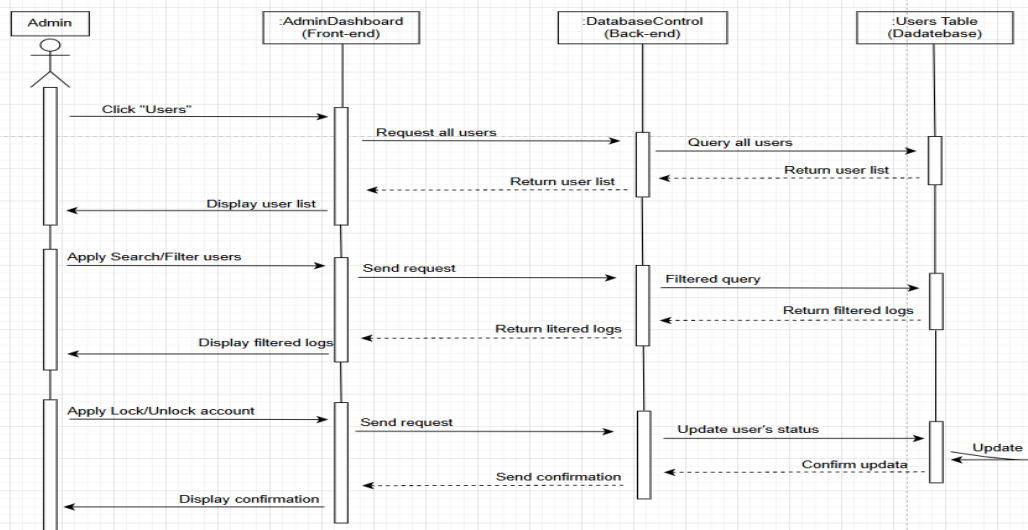 Admin
:AdminDashboard
(Front-end)
:DatabaseControl
(Back-end)
:Users Table
(Dadatebase)
Click "Users"
Request all users
Query all users
Return user list
Return user list
Display user list
Apply Search/Filter users
Send request
Filtered query
Return filtered logs
Return litered logs
Display filtered logs
Apply Lock/Unlock account
Send request
Update user's status
Update
Confirm updata
Send confirmation
Display confirmation